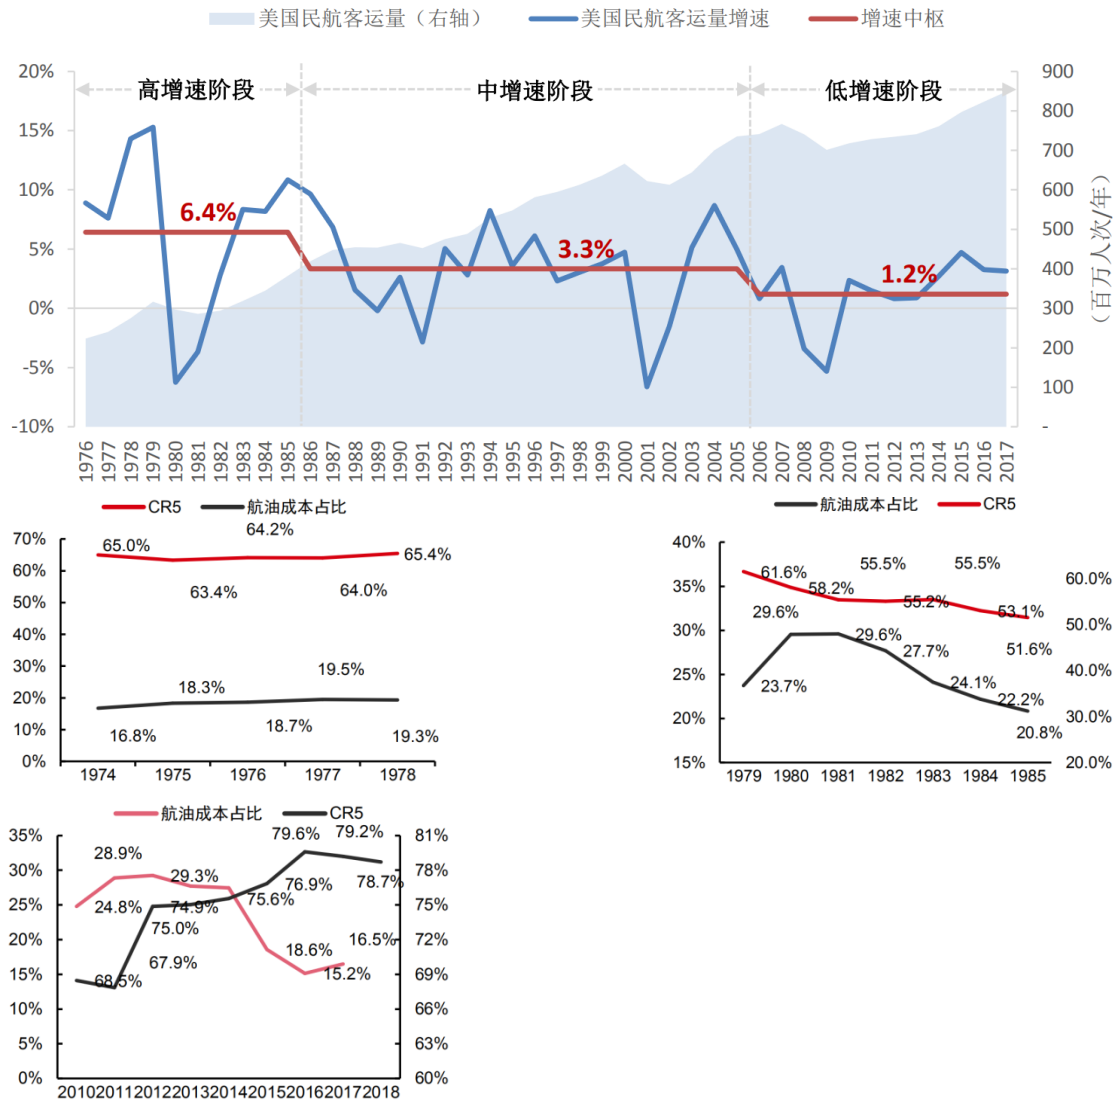 美国民航客运量（右轴） 美国民航客运量增速 增速中枢
20% 高增速阶段 中增速阶段 低增速阶段 900
800
15% 700
10% 600
6.4% 500
5% 3.3% 400
1.2%
0% 300
-5% 200
100
-10% -
（百万人次/年）
1976 1977 1978 1979 1980 1981 1982 1983 1984 1985 1986 1987 1988 1989 1990 1991 1992 1993 1994 1995 1996 1997 1998 1999 2000 2001 2002 2003 2004 2005 2006 2007 2008 2009 2010 2011 2012 2013 2014 2015 2016 2017
CR5 航油成本占比
70% 65.0% 63.4% 64.2% 64.0% 65.4%
60%
50%
40%
30%
20% 16.8% 18.3% 18.7% 19.5% 19.3%
10%
0%
1974 1975 1976 1977 1978
航油成本占比 CR5
40% 61.6% 58.2% 55.5% 55.2% 55.5% 53.1% 51.6% 60.0%
35% 50.0%
30% 23.7% 29.6% 29.6% 27.7% 24.1% 22.2% 20.8% 40.0%
25% 30.0%
20% 20.0%
15%
1979 1980 1981 1982 1983 1984 1985
航油成本占比 CR5
35% 79.6% 79.2% 81%
30% 28.9% 29.3% 76.9% 78.7% 78%
25% 24.8% 74.9% 75.6% 75%
20% 75.0% 16.5% 72%
67.9% 18.6%
15% 68.5% 15.2% 69%
10% 66%
5% 63%
0% 60%
2010 2011 2012 2013 2014 2015 2016 2017 2018